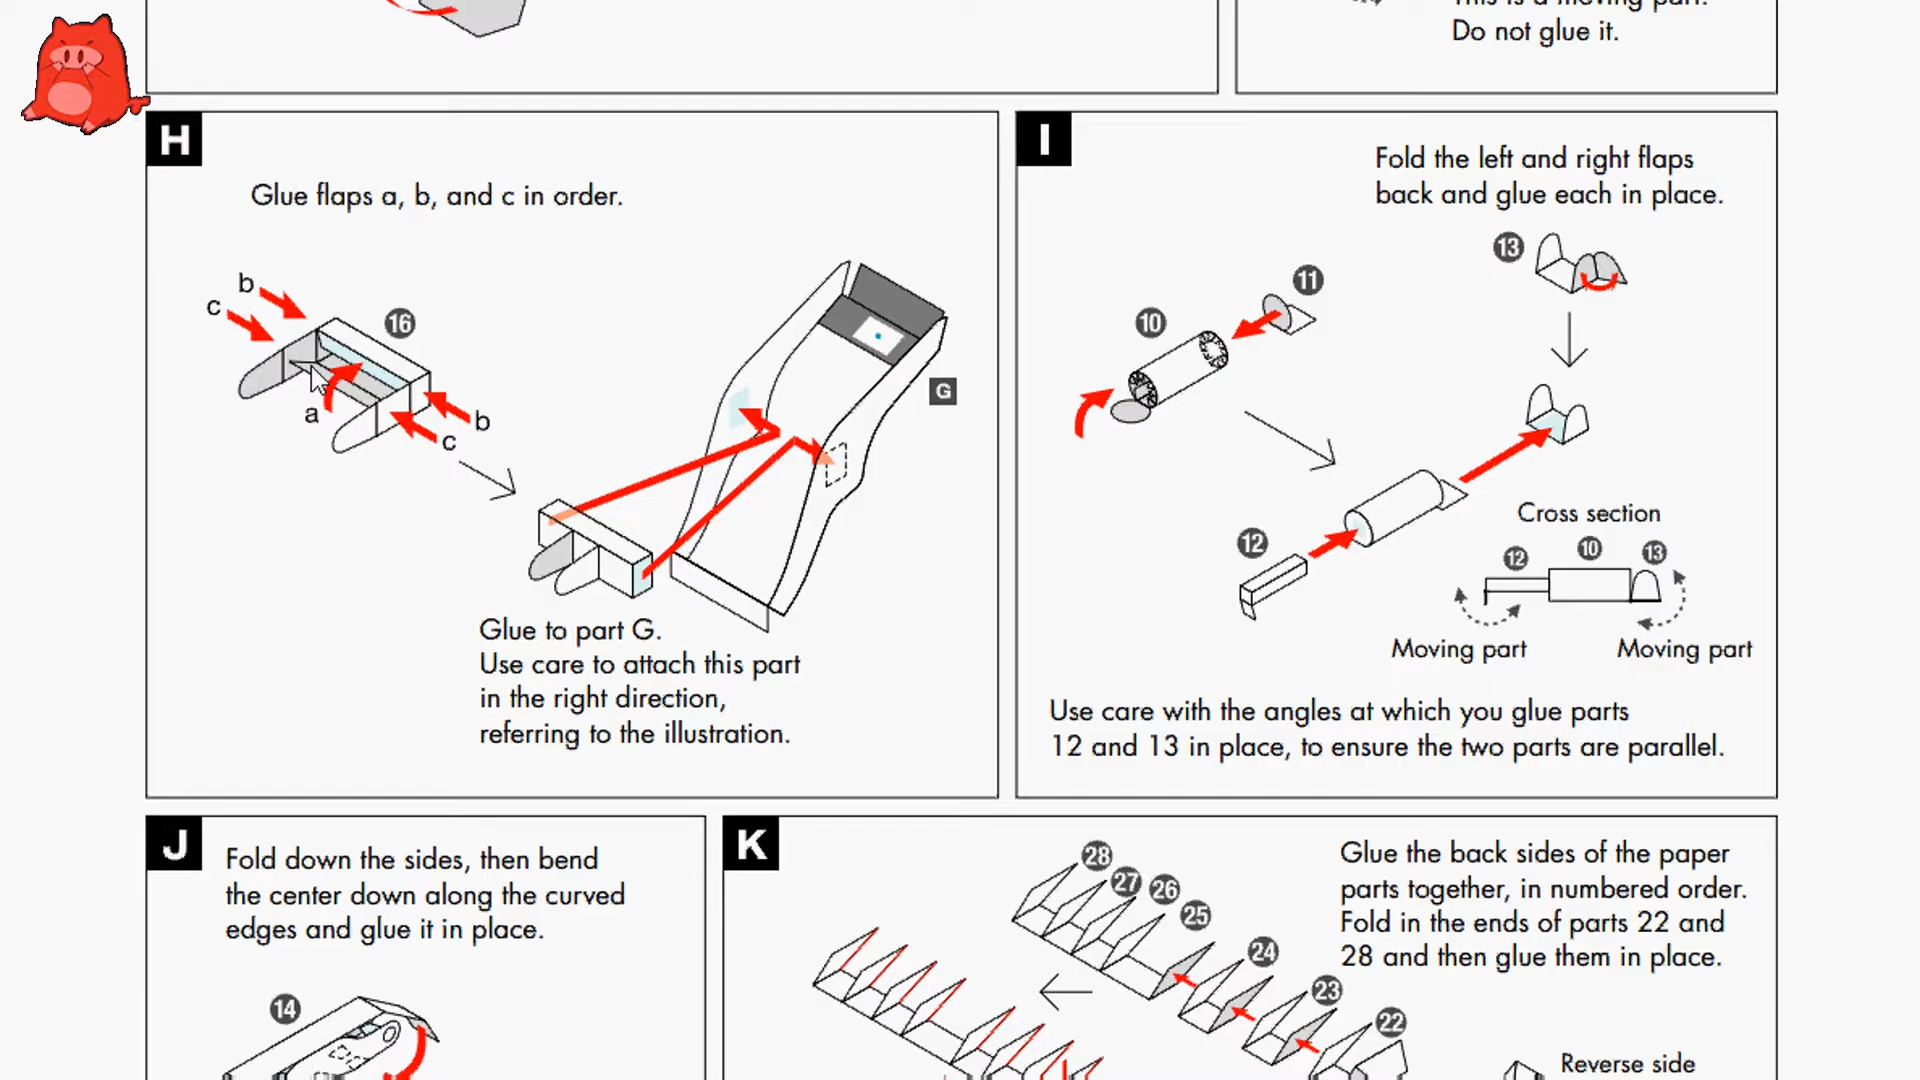 This is a moving part.
Do not glue it.
H
Glue flaps a, b, and c in order.
b
c
16
a
b
c
G
Glue to part G.
Use care to attach this part
in the right direction,
referring to the illustration.
I
Fold the left and right flaps
back and glue each in place.
13
11
10
12
Cross section
12
10
13
Moving part
Moving part
Use care with the angles at which you glue parts
12 and 13 in place, to ensure the two parts are parallel.
J
Fold down the sides, then bend
the center down along the curved
edges and glue it in place.
14
K
28
27
26
25
24
23
22
Glue the back sides of the paper
parts together, in numbered order.
Fold in the ends of parts 22 and
28 and then glue them in place.
Reverse side